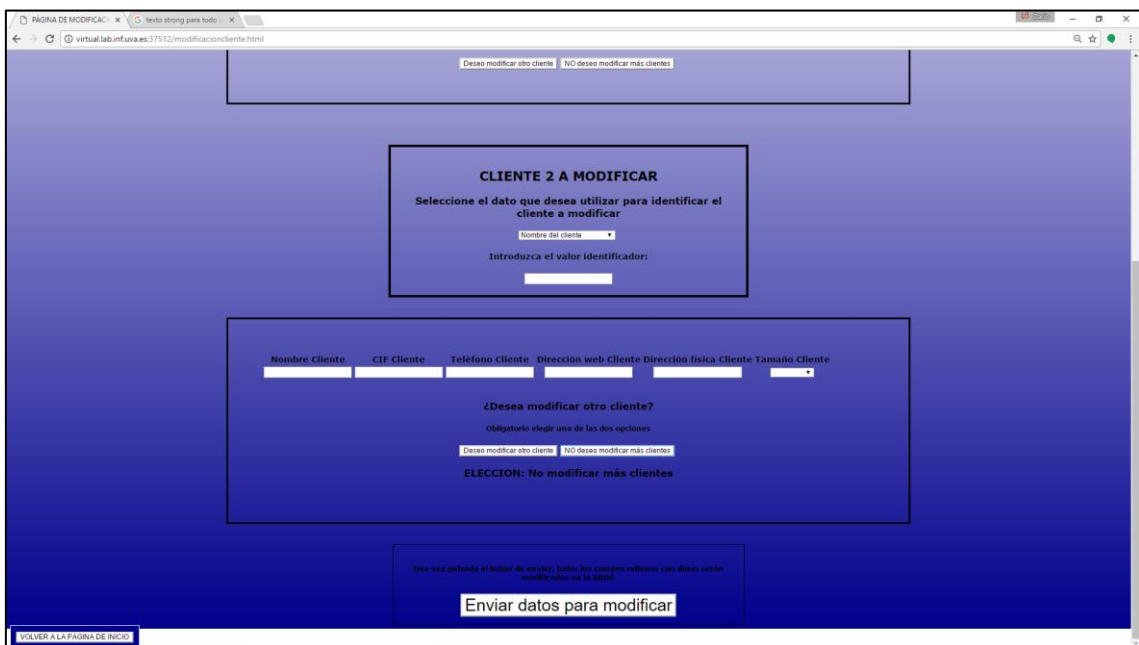 PÁGINA DE MODIFICACI
texto strong para todo
virtual.lab.inf.uva.es:37512/modificacioncliente.html
Deseo modificar otro cliente NO deseo modificar más clientes
CLIENTE 2 A MODIFICAR
Seleccione el dato que desea utilizar para identificar el
cliente a modificar
Nombre del cliente
Introduzca el valor identificador:
Nombre Cliente CIF Cliente Teléfono Cliente Dirección web Cliente Dirección física Cliente Tamaño Cliente
¿Desea modificar otro cliente?
Obligatorio elegir una de las dos opciones
Deseo modificar otro cliente NO deseo modificar más clientes
ELECCION: No modificar más clientes
Una vez pulsado el botón de enviar, todos los campos rellenos con datos serán
modificados en la BBDD
Enviar datos para modificar
VOLVER A LA PÁGINA DE INICIO